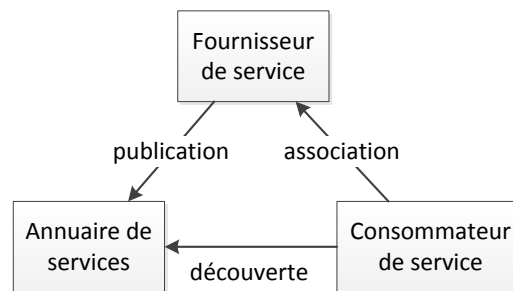 Fournisseur
de service
publication
association
Annuaire de
services
Consommateur
de service
découverte